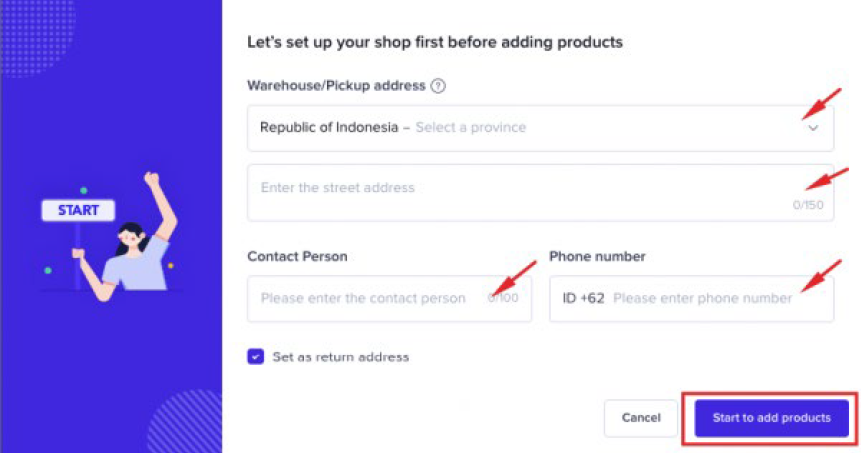 Let's set up your shop first before adding products
Warehouse/Pickup address ?
Republic of Indonesia – Select a province
Enter the street address
0/150
START
Contact Person
Phone number
Please enter the contact person 0/100
ID +62 Please enter phone number
Set as return address
Cancel
Start to add products